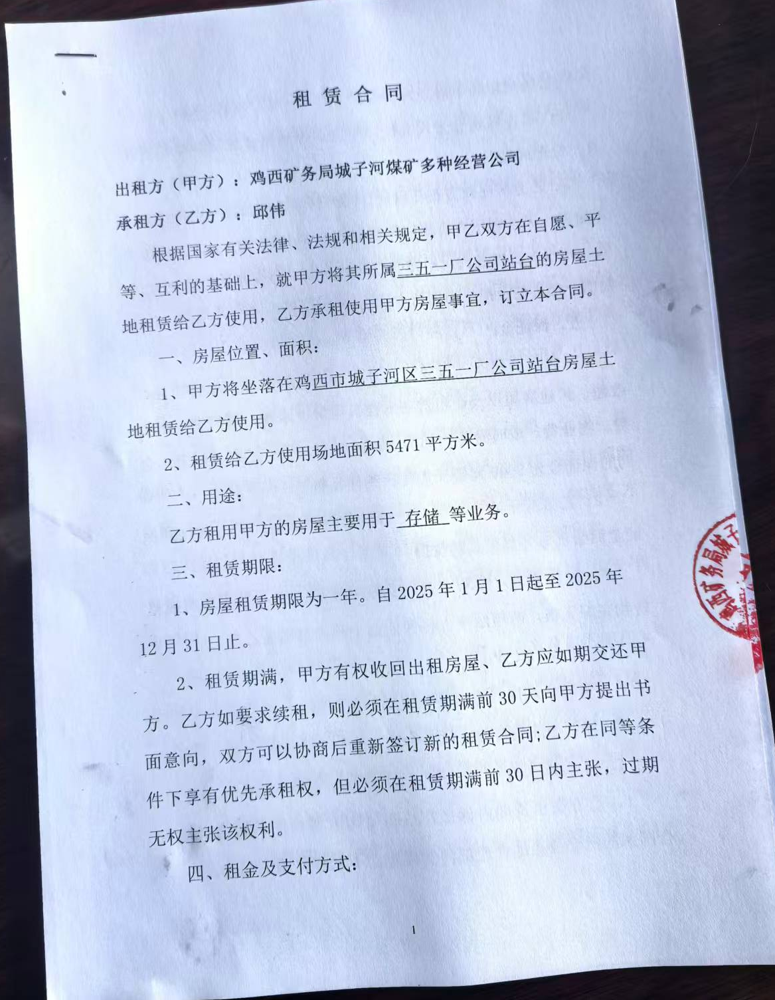 租赁合同
出租方（甲方）：鸡西矿务局城子河煤矿多种经营公司
承租方（乙方）：邱伟
根据国家有关法律、法规和相关规定，甲乙双方在自愿、平
等、互利的基础上，就甲方将其所属三五一厂公司站台的房屋土
地租赁给乙方使用，乙方承租使用甲方房屋事宜，订立本合同。
一、房屋位置、面积：
1、甲方将坐落在鸡西市城子河区三五一厂公司站台房屋土
地租赁给乙方使用。
2、租赁给乙方使用场地面积 5471 平方米。
二、用途：
乙方租用甲方的房屋主要用于 存储 等业务。
三、租赁期限：
1、房屋租赁期限为一年。自 2025 年 1 月 1 日起至 2025 年
12 月 31 日止。
2、租赁期满，甲方有权收回出租房屋、乙方应如期交还甲
方。乙方如要求续租，则必须在租赁期满前 30 天向甲方提出书
面意向，双方可以协商后重新签订新的租赁合同;乙方在同等条
件下享有优先承租权，但必须在租赁期满前 30 日内主张，过期
无权主张该权利。
四、租金及支付方式：
西矿务局城子
1